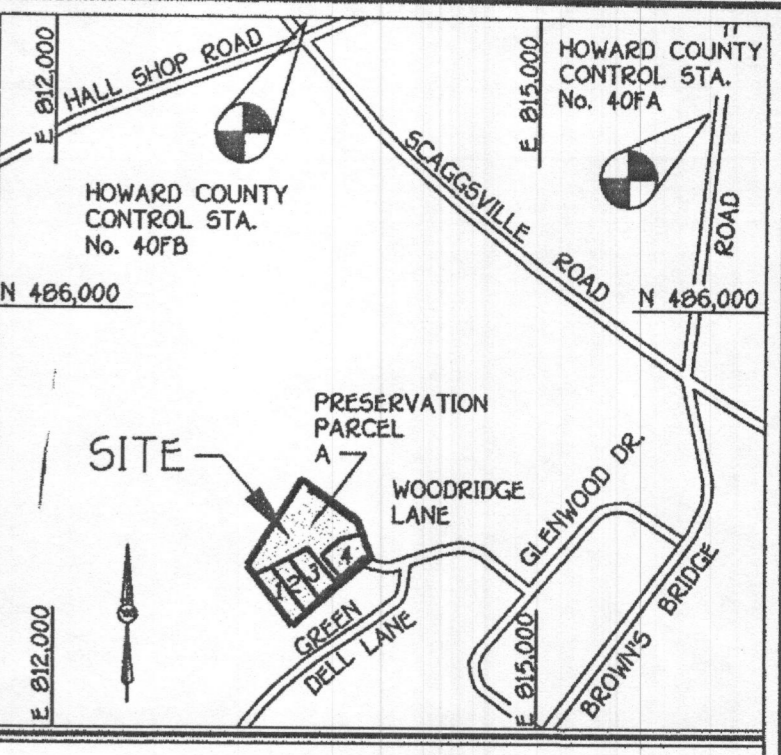 E 812,000
HALL SHOP ROAD
E 815,000
HOWARD COUNTY
CONTROL STA.
No. 40FA
SCAGGSVILLE ROAD
HOWARD COUNTY
CONTROL STA.
No. 40FB
ROAD
N 486,000
N 486,000
PRESERVATION
PARCEL
A
SITE
WOODRIDGE
LANE
GLENWOOD DR.
1
2
3
4
GREEN
DELL LANE
BROWN'S BRIDGE
E 812,000
E 815,000